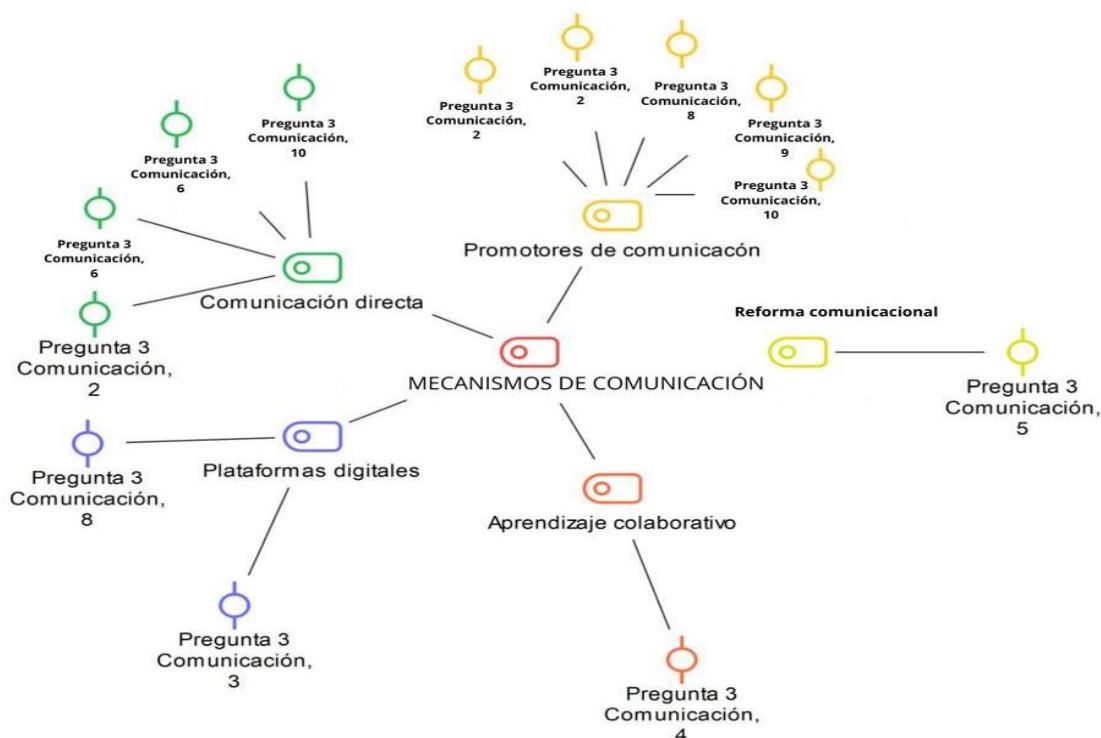 Pregunta 3
Comunicación,
2
Pregunta 3
Comunicación,
2
Pregunta 3
Comunicación,
8
Pregunta 3
Comunicación,
9
Pregunta 3
Comunicación,
10
Promotores de comunicacón
Pregunta 3
Comunicación,
10
Pregunta 3
Comunicación,
6
Pregunta 3
Comunicación,
6
Pregunta 3
Comunicación,
2
Comunicación directa
Reforma comunicacional
Pregunta 3
Comunicación,
5
MECANISMOS DE COMUNICACIÓN
Plataformas digitales
Pregunta 3
Comunicación,
8
Pregunta 3
Comunicación,
3
Aprendizaje colaborativo
Pregunta 3
Comunicación,
4